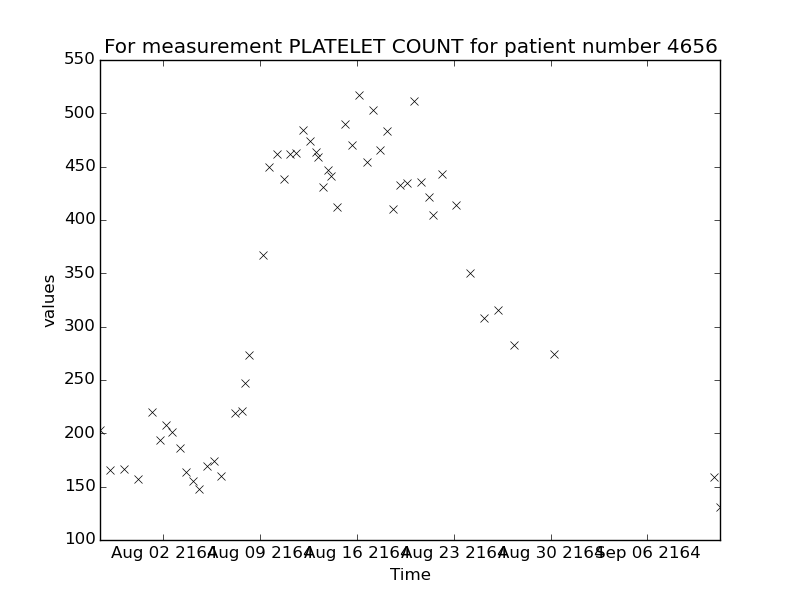 For measurement PLATELET COUNT for patient number 4656
550
500
450
400
350
300
250
200
150
100
values
Aug 02 2164 Aug 09 2164 Aug 16 2164 Aug 23 2164 Aug 30 2164 Sep 06 2164
Time